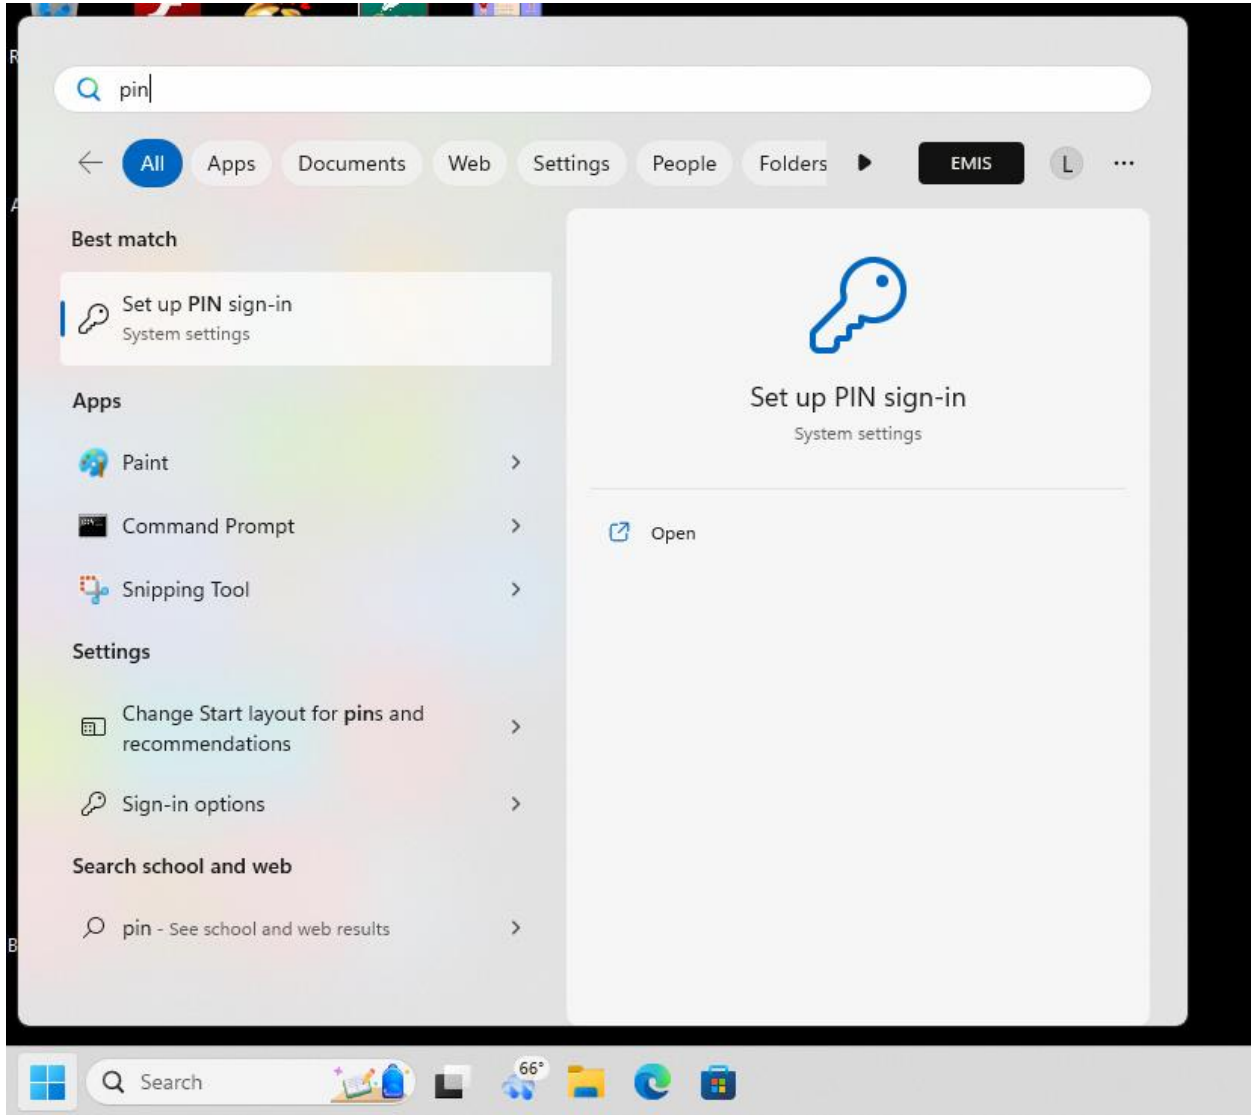 R
pin
All Apps Documents Web Settings People Folders EMIS L ...
A
Best match
Set up PIN sign-in
System settings
Apps
Paint
Command Prompt
Snipping Tool
Settings
Change Start layout for pins and
recommendations
Sign-in options
Search school and web
pin - See school and web results
B
Set up PIN sign-in
System settings
Open
Search
66°